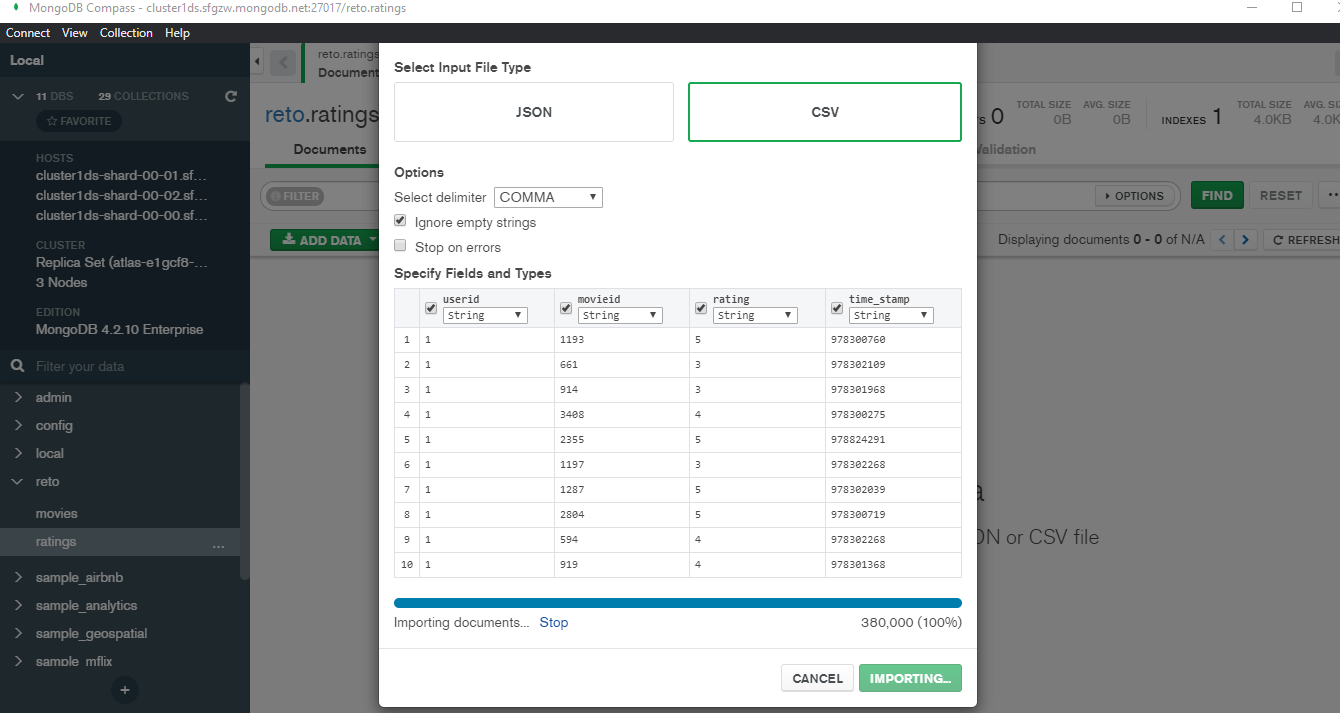 MongoDB Compass - cluster1ds.sfgzw.mongodb.net:27017/reto.ratings
Connect View Collection Help
Local
11 DBS 29 COLLECTIONS
FAVORITE
HOSTS
cluster1ds-shard-00-01.sf...
cluster1ds-shard-00-02.sf...
cluster1ds-shard-00-00.sf...
CLUSTER
Replica Set (atlas-e1gcf8-...
3 Nodes
EDITION
MongoDB 4.2.10 Enterprise
Filter your data
admin
config
local
reto
movies
ratings ...
sample_airbnb
sample_analytics
sample_geospatial
sample_mflix
+
reto.ratings
Document
reto.ratings
Documents
FILTER
ADD DATA
Select Input File Type
JSON CSV
Options
Select delimiter COMMA
Ignore empty strings
Stop on errors
Specify Fields and Types
userid movieid rating time_stamp
String String String String
1 1 1193 5 978300760
2 1 661 3 978302109
3 1 914 3 978301968
4 1 3408 4 978300275
5 1 2355 5 978824291
6 1 1197 3 978302268
7 1 1287 5 978302039
8 1 2804 5 978300719
9 1 594 4 978302268
10 1 919 4 978301368
Importing documents... Stop 380,000 (100%)
CANCEL IMPORTING...
0 TOTAL SIZE 0B AVG. SIZE 0B INDEXES 1 TOTAL SIZE 4.0KB AVG. SI 4.0K
Validation
OPTIONS FIND RESET
Displaying documents 0 - 0 of N/A < > REFRESH
ON or CSV file